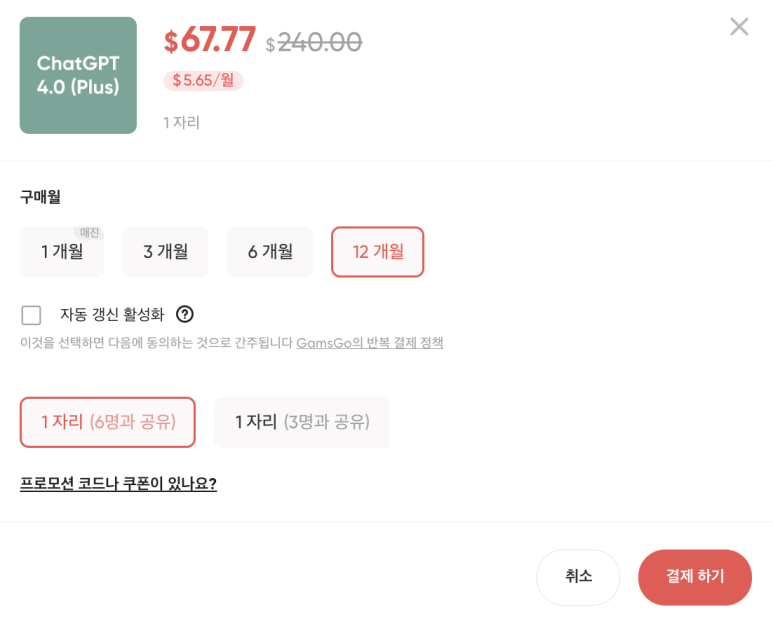 ChatGPT
4.0 (Plus)
$67.77 $240.00
$5.65/월
1 자리
구매월
매진
1 개월 3 개월 6 개월 12 개월
자동 갱신 활성화 ?
이것을 선택하면 다음에 동의하는 것으로 간주됩니다 GamsGo의 반복 결제 정책
1 자리 (6명과 공유) 1 자리 (3명과 공유)
프로모션 코드나 쿠폰이 있나요?
취소 결제 하기